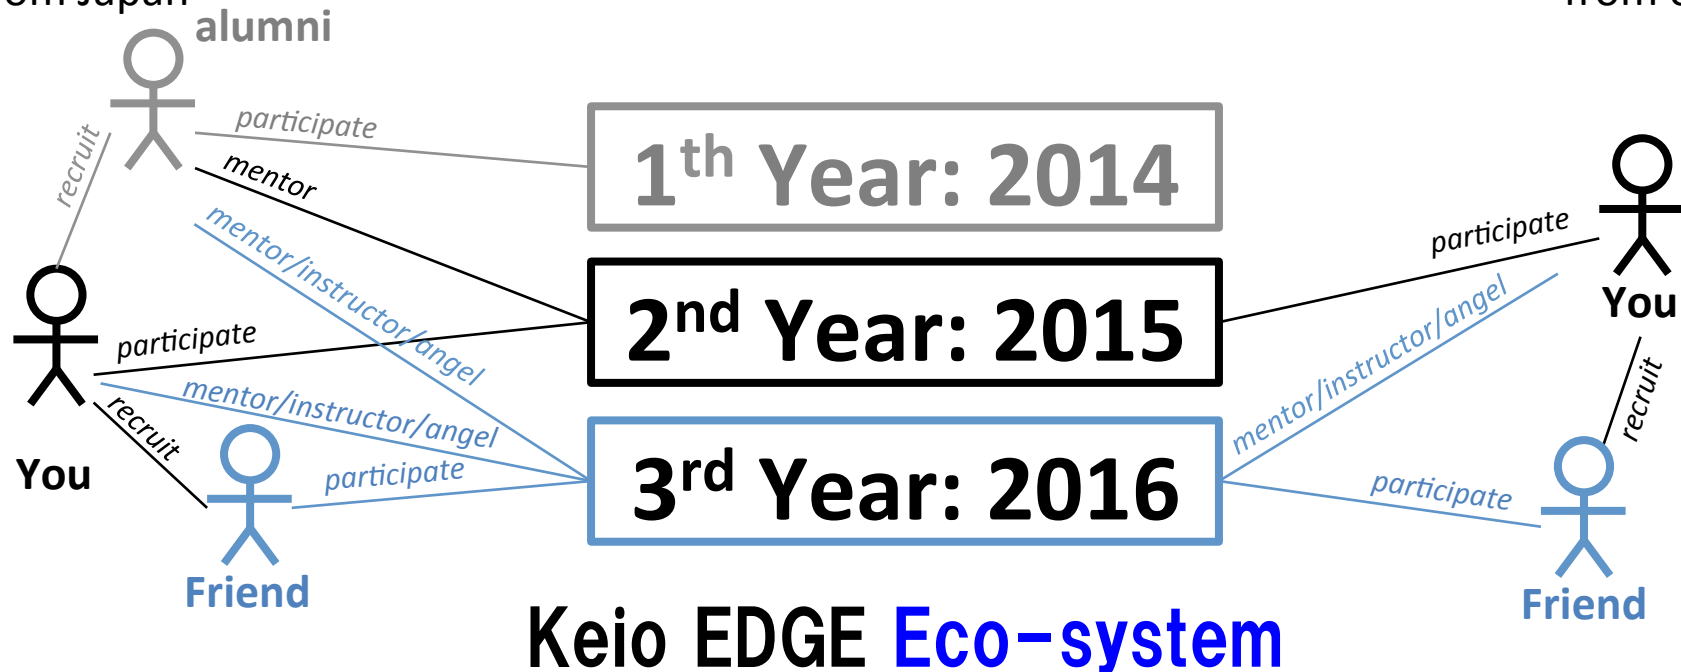 Japan
alumni
participate
recruit
mentor
1th Year: 2014
mentor/instructor/angel
participate
You
2nd Year: 2015
participate
mentor/instructor/angel
mentor/instructor/angel
recruit
recruit
You
participate
3rd Year: 2016
participate
Friend
Friend
Keio EDGE Eco-system